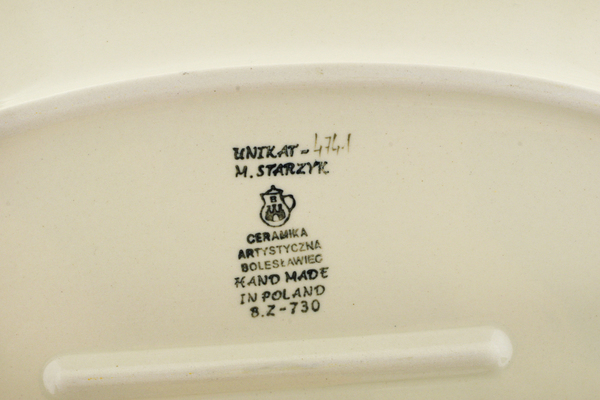 UNIKAT - 474.1
M. STARZYK
CERAMIKA
ARTYSTYCZNA
BOLESŁAWIEC
HAND MADE
IN POLAND
B.Z-730